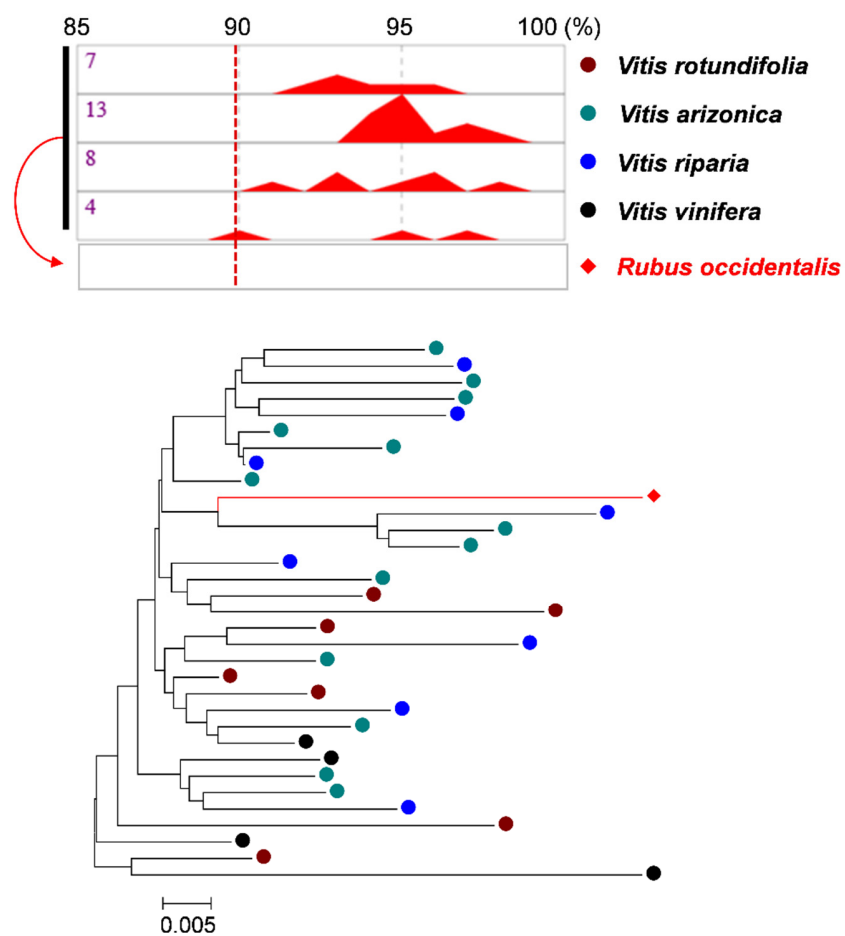 85 90 95 100 (%)
7 Vitis rotundifolia
13 Vitis arizonica
8 Vitis riparia
4 Vitis vinifera
Rubus occidentalis
0.005